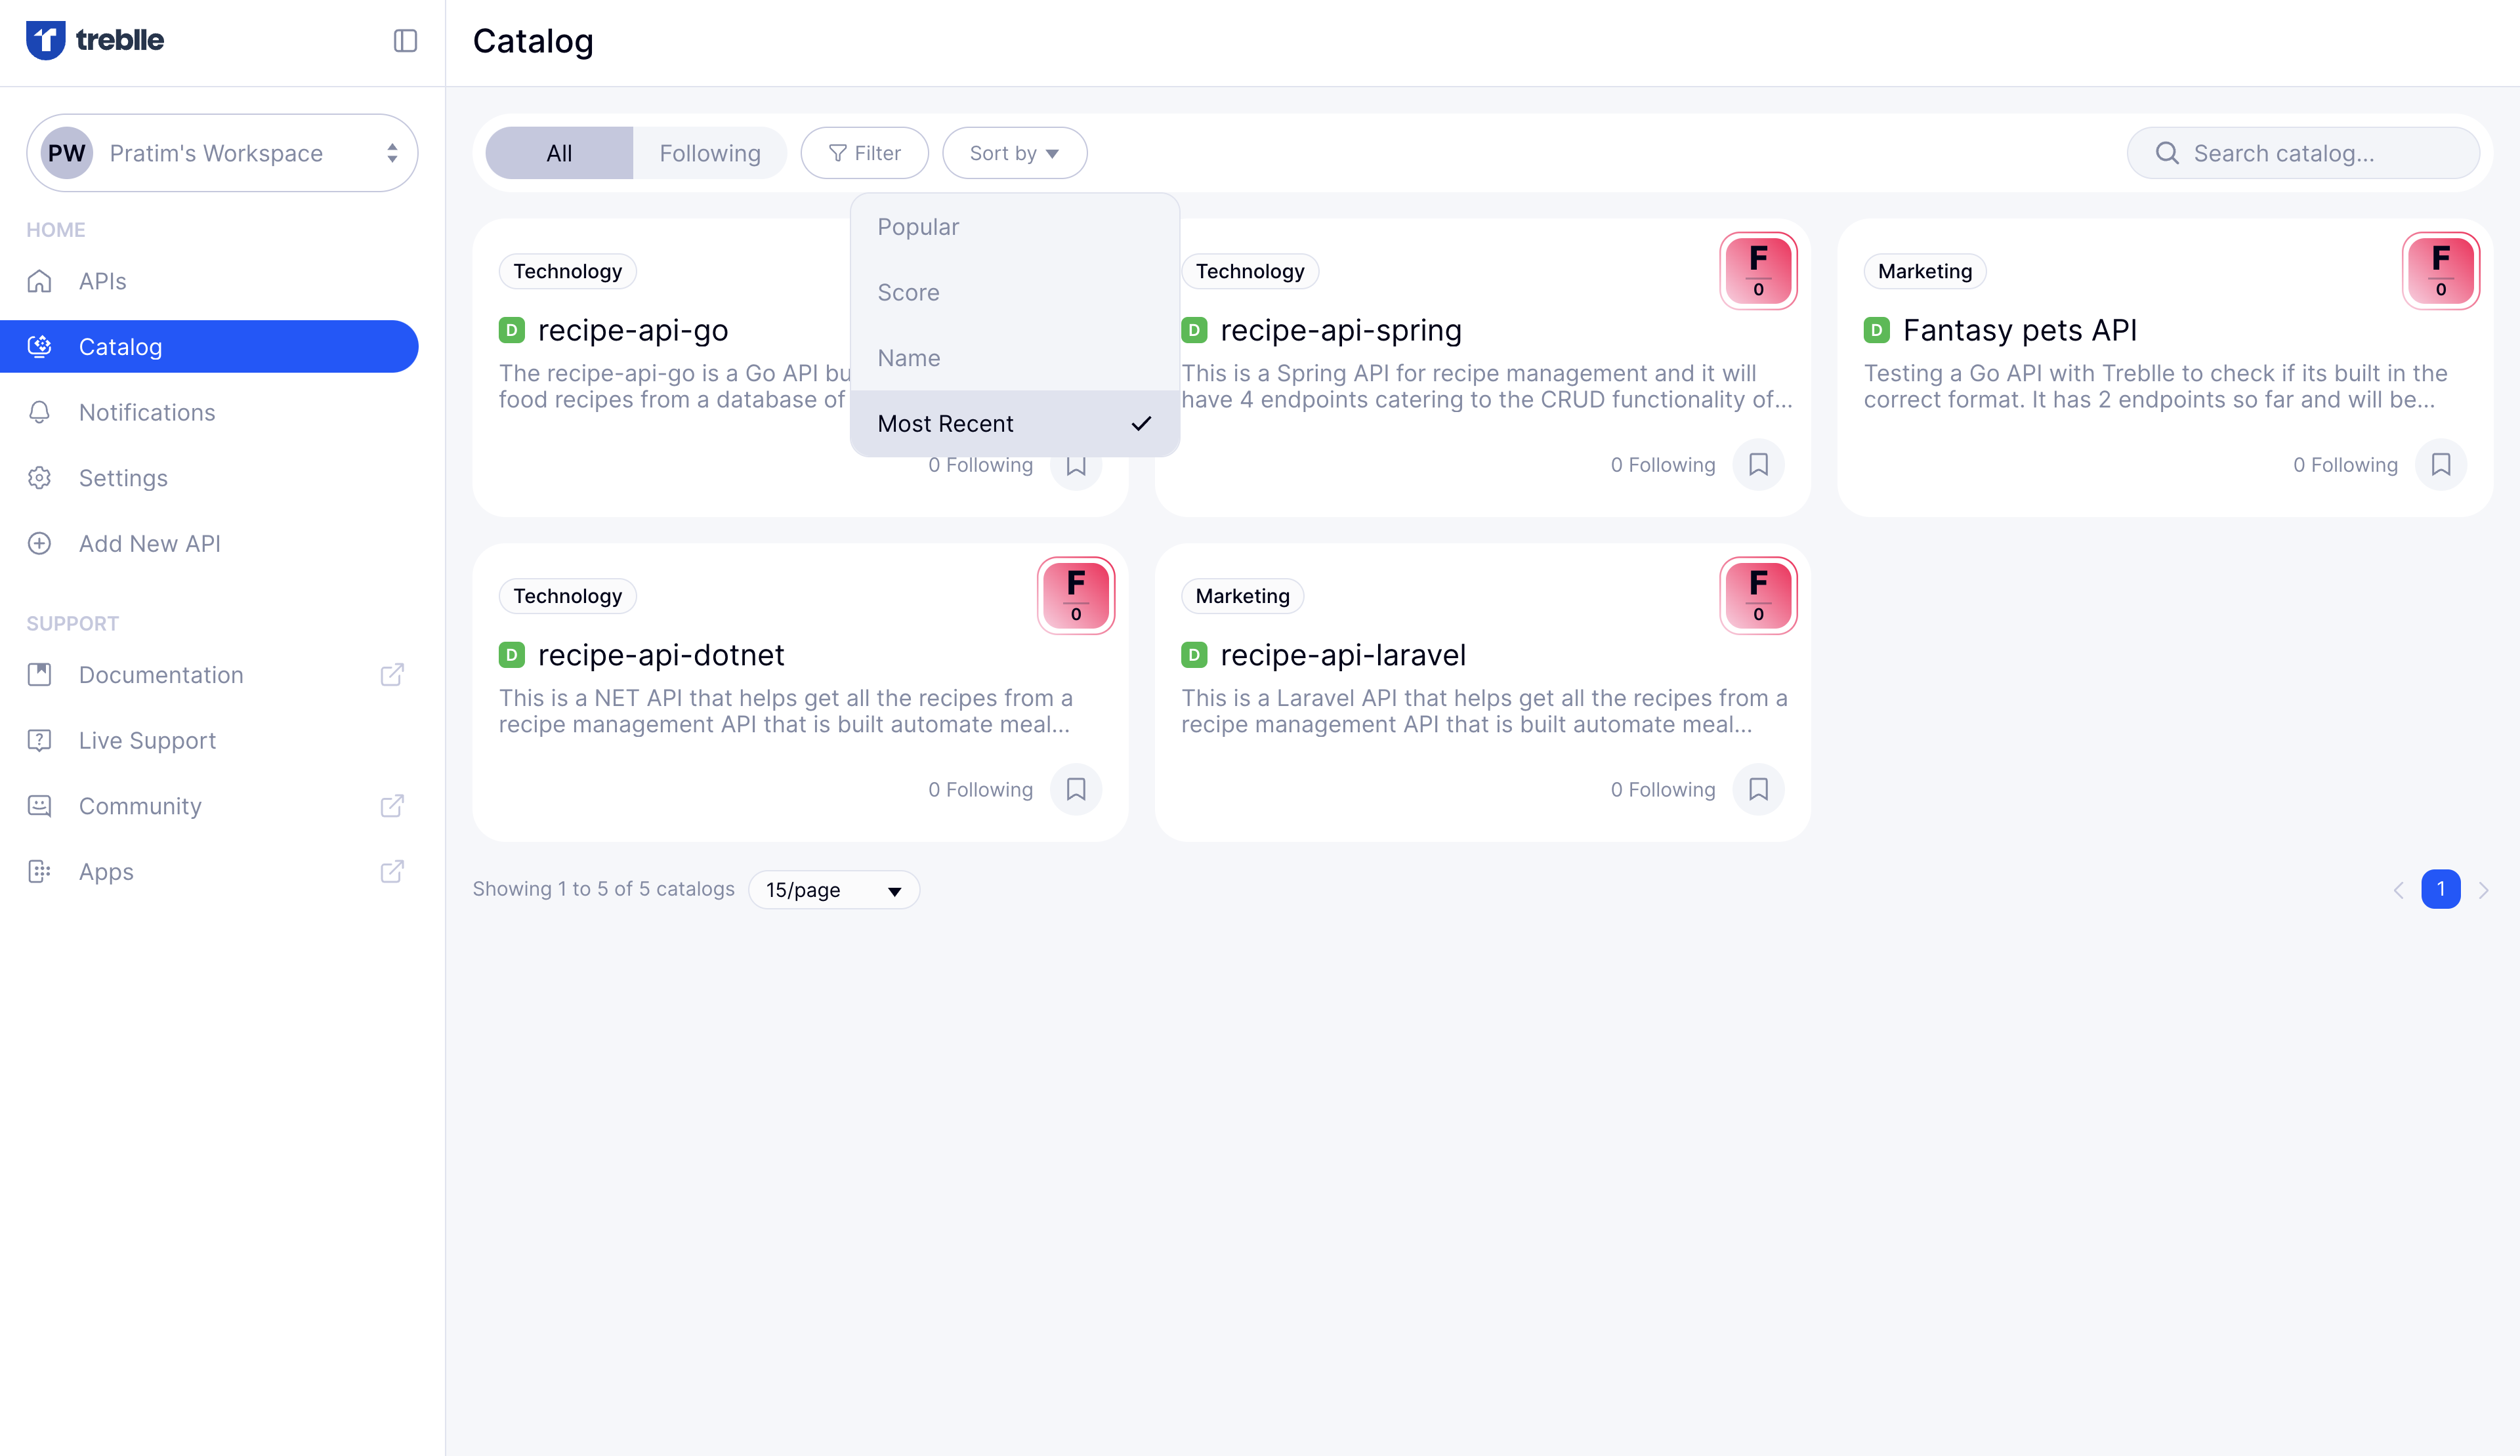 treblle
Catalog
PW
Pratim's Workspace
HOME
APIs
Catalog
Notifications
Settings
Add New API
SUPPORT
Documentation
Live Support
Community
Apps
All
Following
Filter
Sort by
Search catalog...
Popular
Score
Name
Most Recent
Technology
D
recipe-api-go
The recipe-api-go is a Go API bu
food recipes from a database of
0 Following
Technology
F
0
D
recipe-api-spring
This is a Spring API for recipe management and it will
have 4 endpoints catering to the CRUD functionality of...
0 Following
Marketing
F
0
D
Fantasy pets API
Testing a Go API with Treblle to check if its built in the
correct format. It has 2 endpoints so far and will be...
0 Following
Technology
F
0
D
recipe-api-dotnet
This is a NET API that helps get all the recipes from a
recipe management API that is built automate meal...
0 Following
Marketing
F
0
D
recipe-api-laravel
This is a Laravel API that helps get all the recipes from a
recipe management API that is built automate meal...
0 Following
Showing 1 to 5 of 5 catalogs
15/page
1